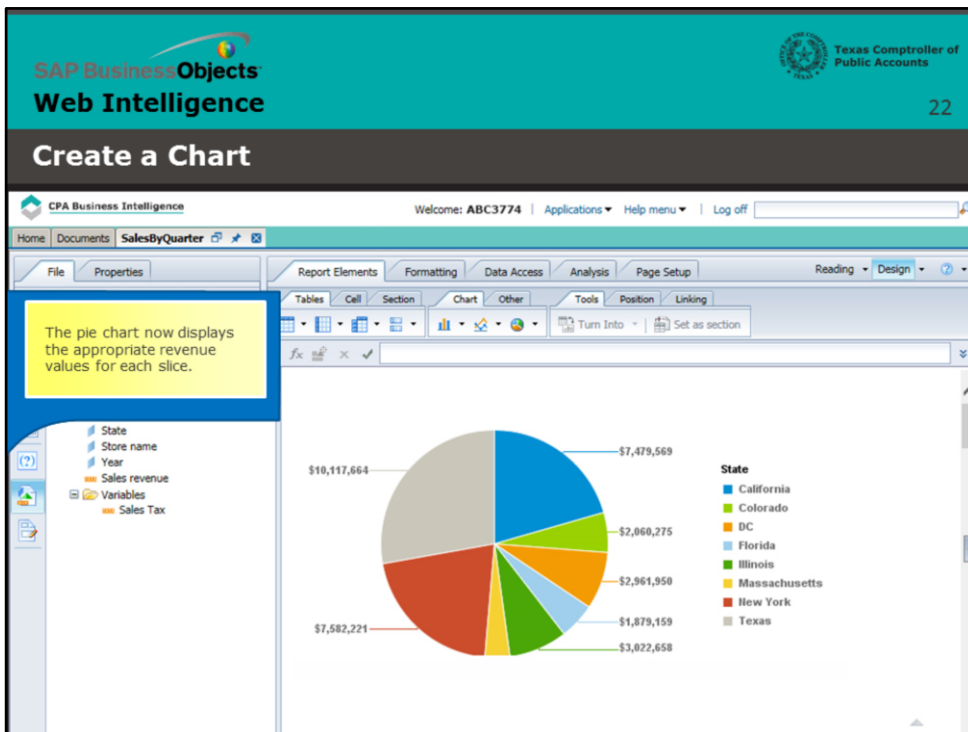 SAP BusinessObjects
Web Intelligence
Texas Comptroller of
Public Accounts
22
Create a Chart
CPA Business Intelligence
Welcome: ABC3774 | Applications | Help menu | Log off
Home Documents SalesByQuarter
File Properties
Report Elements Formatting Data Access Analysis Page Setup
Reading Design
Tables Cell Section Chart Other Tools Position Linking
Turn Into Set as section
The pie chart now displays
the appropriate revenue
values for each slice.
State
Store name
Year
Sales revenue
Variables
Sales Tax
$10,117,664
$7,479,569
$2,060,275
$2,961,950
$1,879,159
$3,022,658
$7,582,221
State
California
Colorado
DC
Florida
Illinois
Massachusetts
New York
Texas